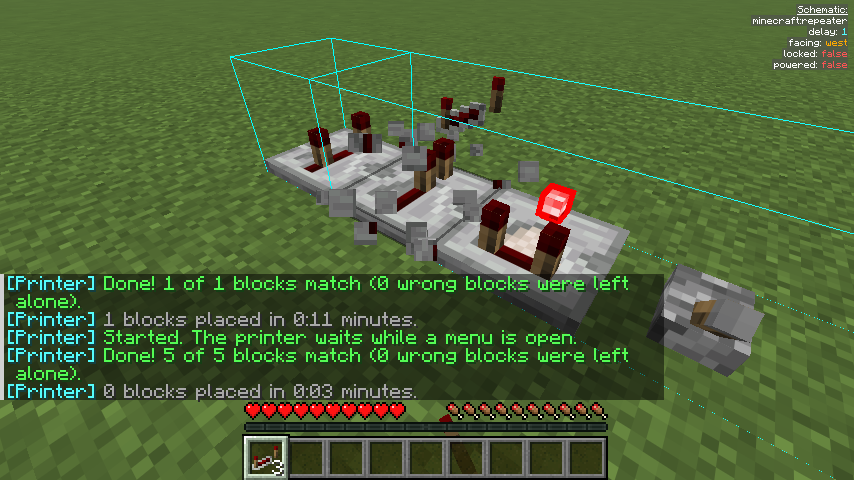 Schematic:
minecraft:repeater
delay: 1
facing: west
locked: false
powered: false
[Printer] Done! 1 of 1 blocks match (0 wrong blocks were left
alone).
[Printer] 1 blocks placed in 0:11 minutes.
[Printer] Started. The printer waits while a menu is open.
[Printer] Done! 5 of 5 blocks match (0 wrong blocks were left
alone).
[Printer] 0 blocks placed in 0:03 minutes.
3